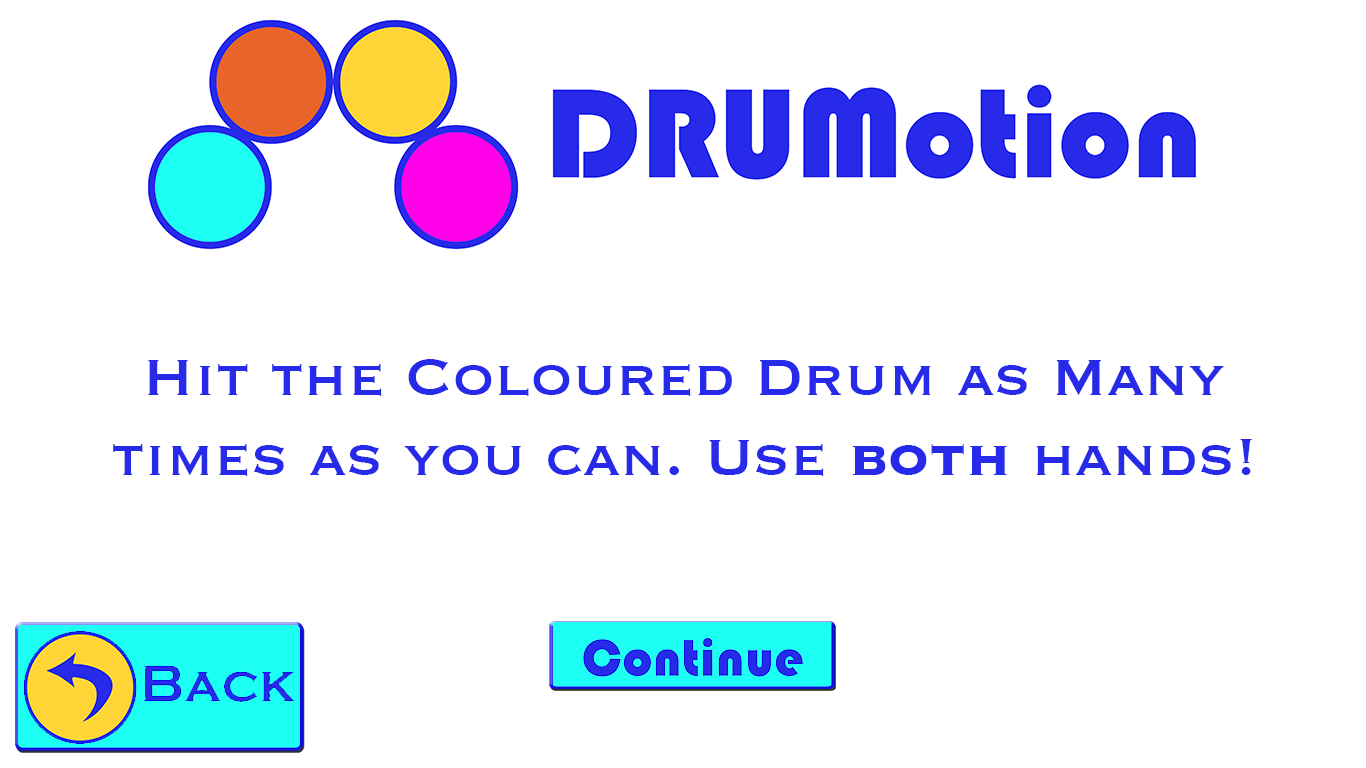 DRUMotion
Hit the Coloured Drum as Many
times as you can. Use both hands!
Back
Continue